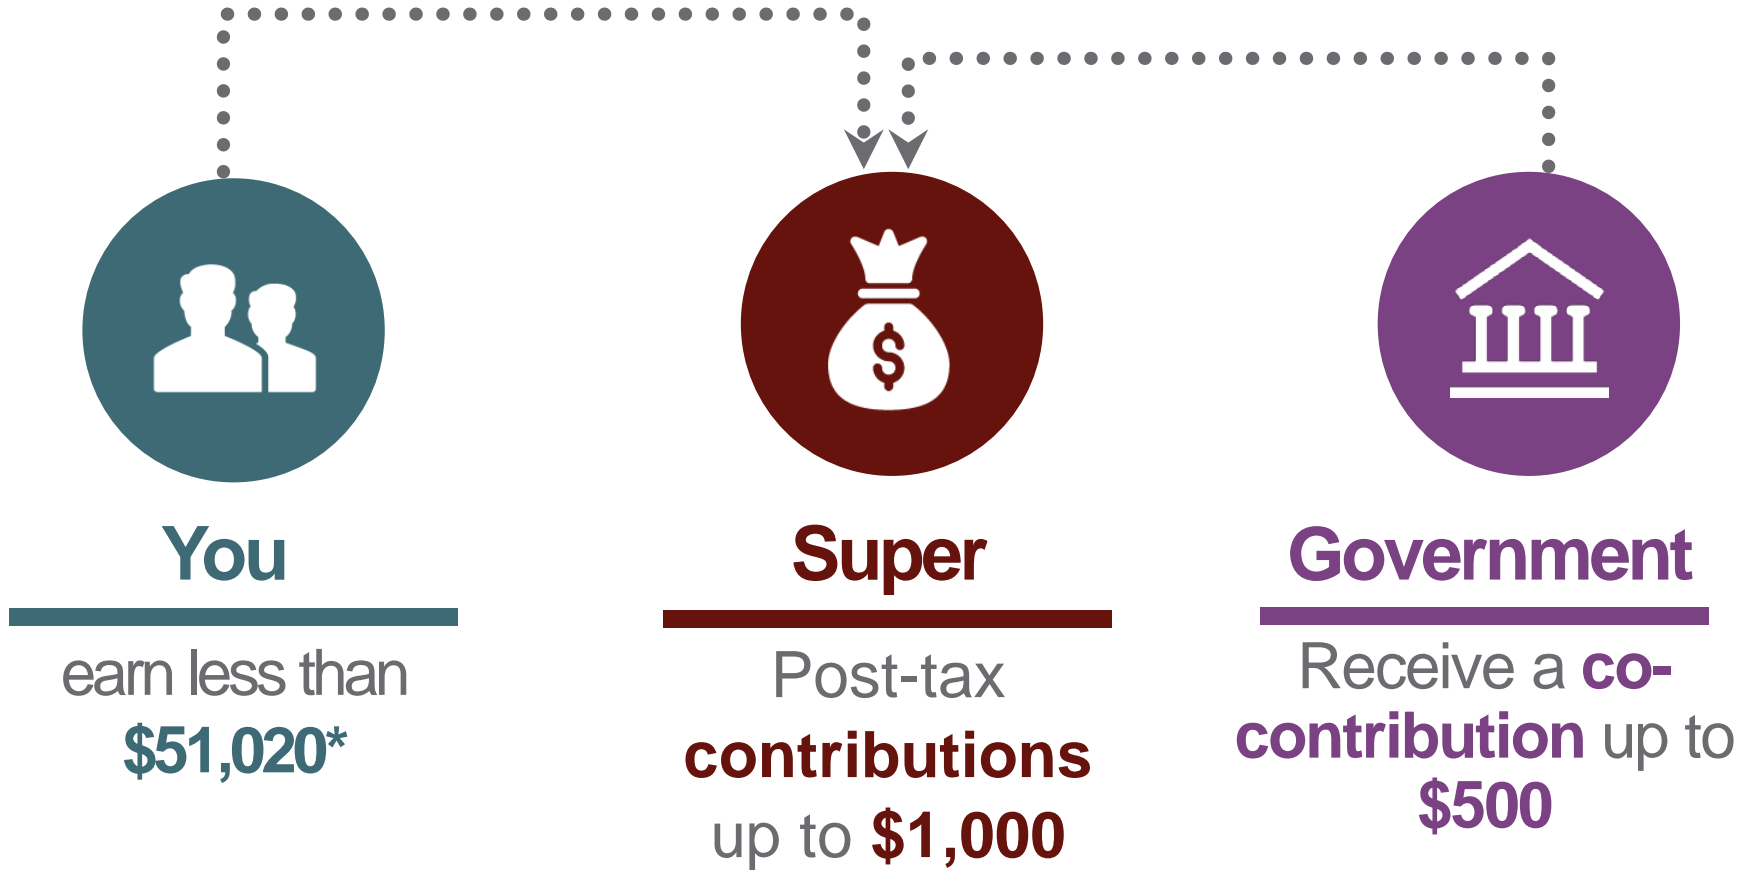 You
earn less than
$51,020*
Super
Post-tax
contributions
up to $1,000
Government
Receive a co-
contribution up to
$500